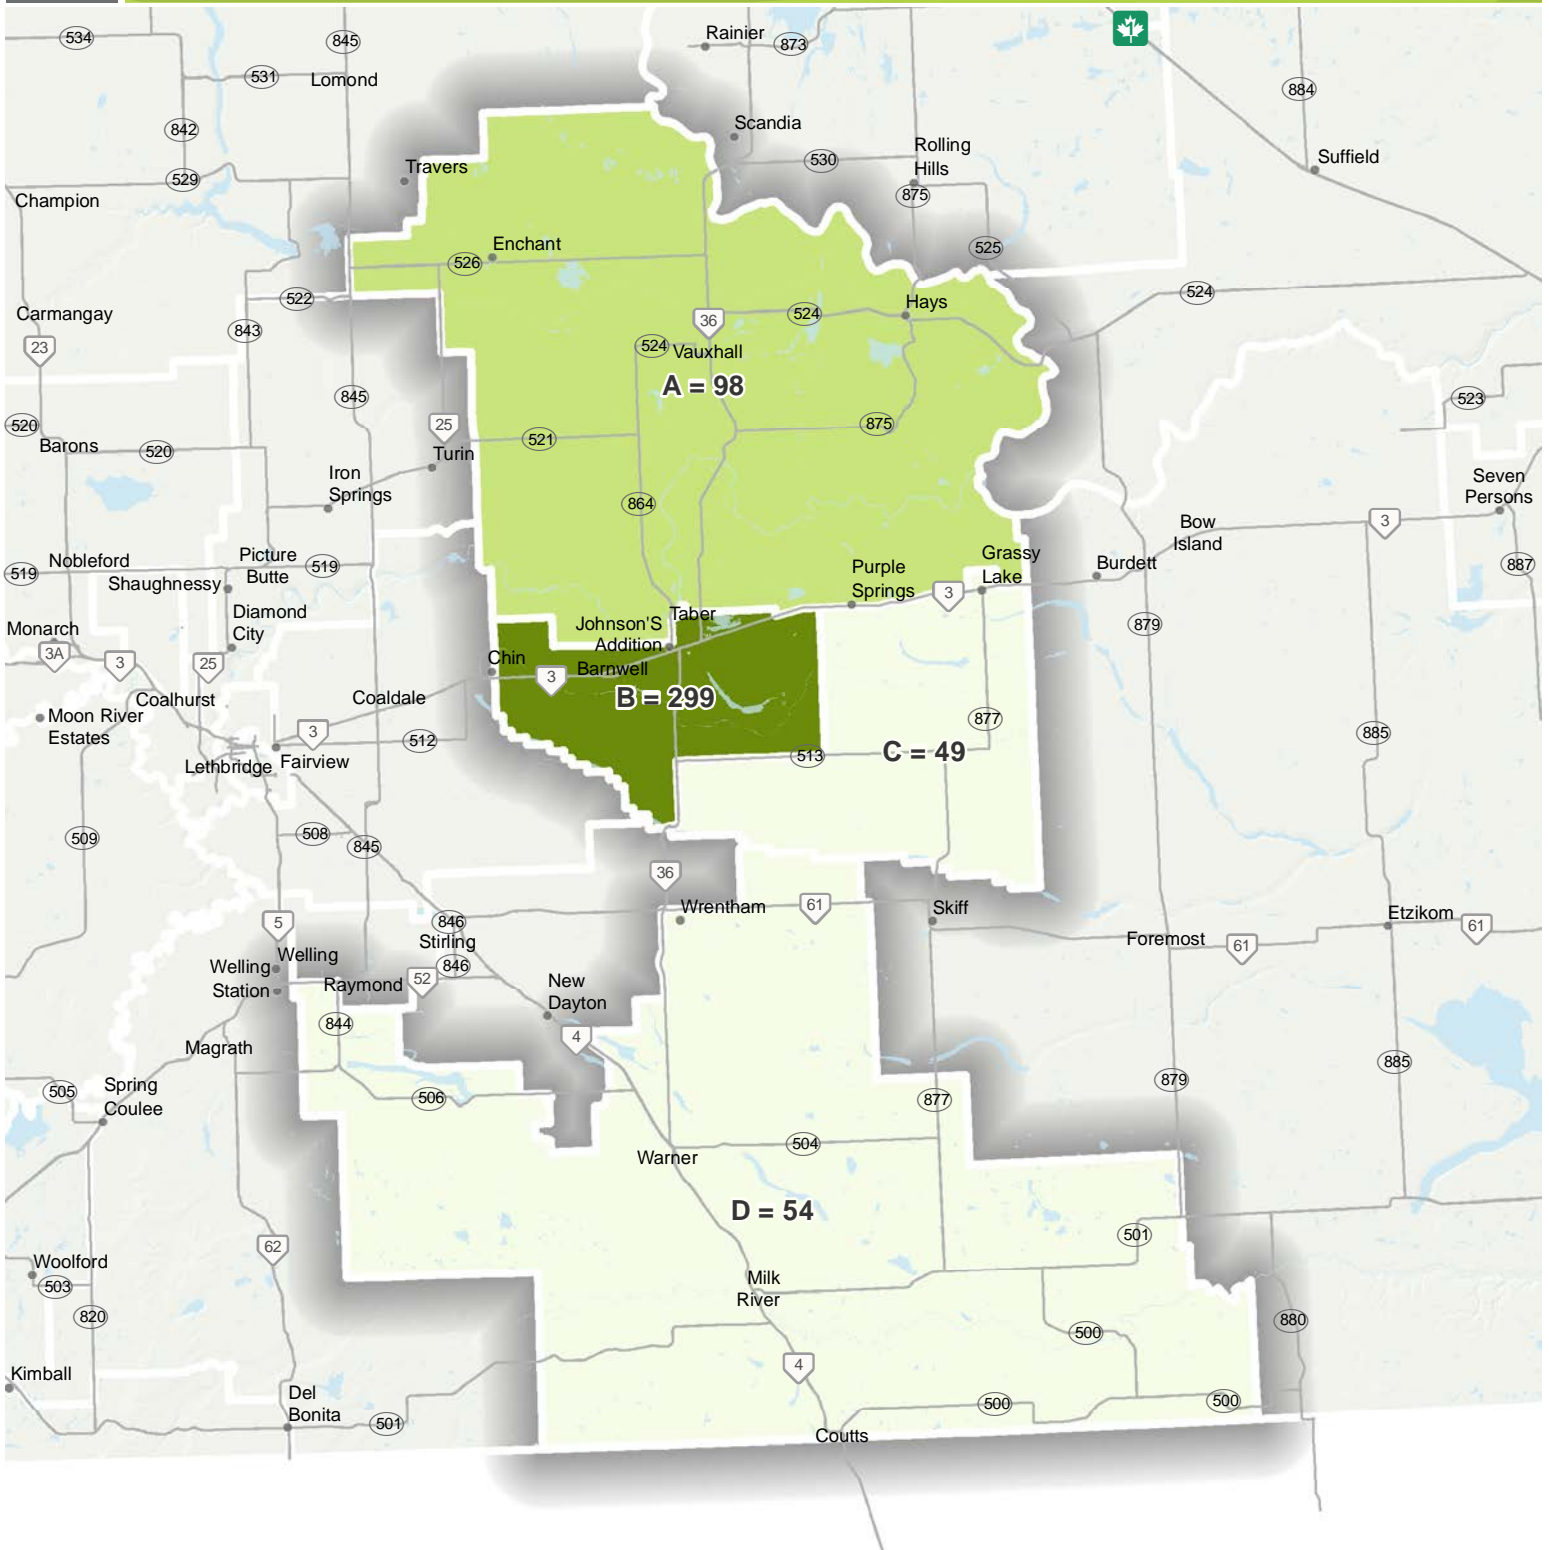 534
845
Rainier
873
1
531
Lomond
884
842
Scandia
Rolling
Hills
530
Suffield
Travers
529
875
Champion
525
Enchant
526
522
524
Hays
Carmangay
843
36
524
23
524
Vauxhall
A = 98
845
523
520
25
875
Barons
520
521
Turin
Iron
Springs
Seven
Persons
864
3
Bow
Island
Nobleford
Picture
Butte
519
519
Shaughnessy
Grassy
Lake
Burdett
887
Purple
Springs
3
Diamond
City
Taber
Johnson'S
Addition
879
Monarch
3A
3
25
Chin
3
Barnwell
B = 299
Coalhurst
Coaldale
Moon River
Estates
877
3
512
885
Lethbridge
Fairview
513
C = 49
509
508
845
36
Wrentham
61
Skiff
Etzikom
61
5
846
Stirling
846
Foremost
61
Welling
Welling
Station
Raymond
52
New
Dayton
844
4
Magrath
885
505
Spring
Coulee
506
877
879
504
Warner
D = 54
501
62
Woolford
503
Milk
River
820
880
500
4
Kimball
Del
Bonita
501
500
500
Coutts